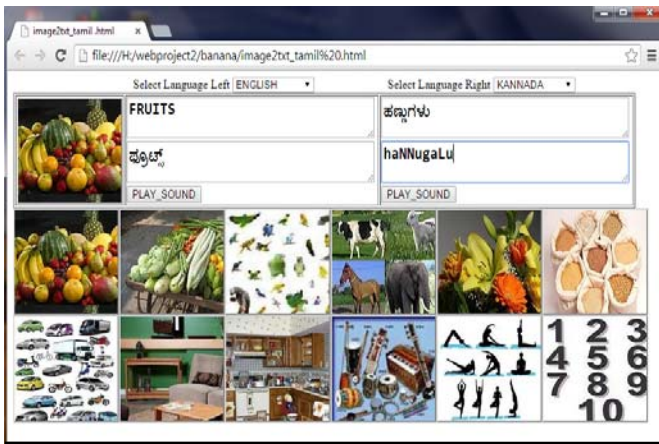 image2txt_tamil .html
file:///H:/webproject2/banana/image2txt_tamil%20.html
Select Language Left ENGLISH
Select Language Right KANNADA
FRUITS
ಹಣ್ಣುಗಳು
ಫ್ರೂಟ್ಸ್
haNNugaLu
PLAY_SOUND
PLAY_SOUND
1 2 3
4 5 6
7 8 9
10